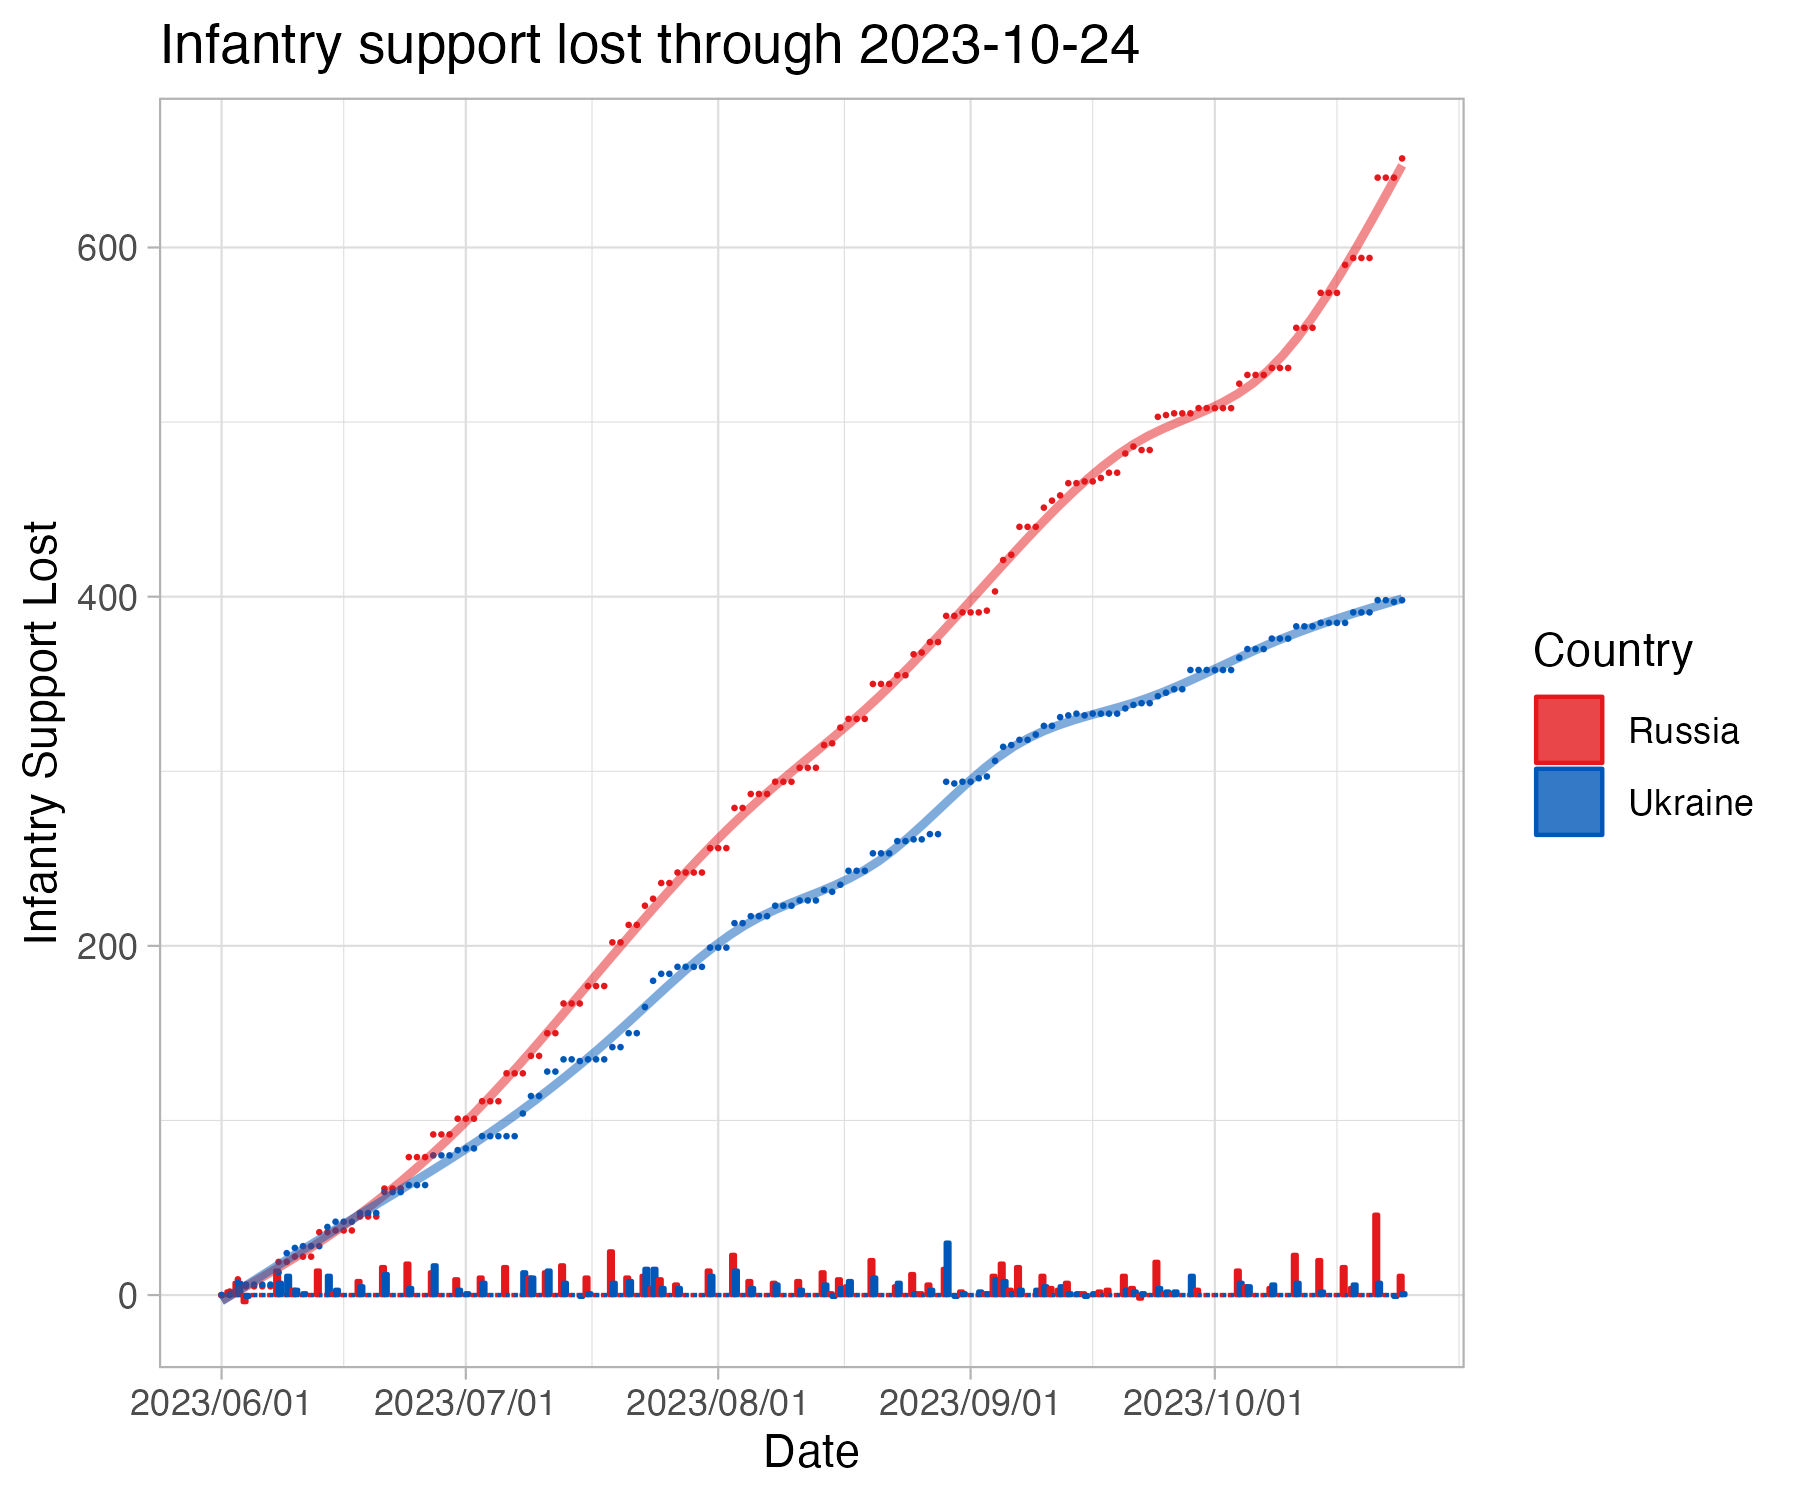 Infantry support lost through 2023-10-24
Infantry Support Lost
600
400
200
0
2023/06/01
2023/07/01
2023/08/01
2023/09/01
2023/10/01
Date
Country
Russia
Ukraine